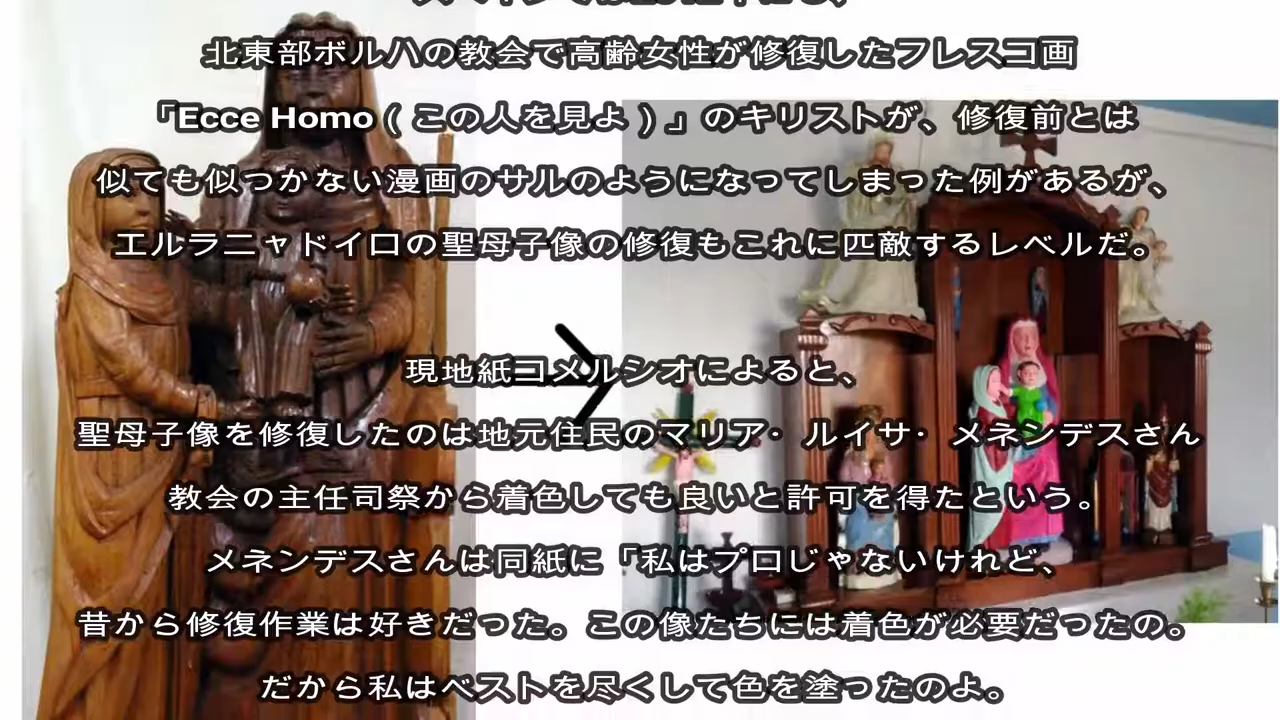 北東部ボルハの教会で高齢女性が修復したフレスコ画
「Ecce Homo（この人を見よ）」のキリストが、修復前とは
似ても似つかない漫画のサルのようになってしまった例があるが、
エルラニャドイロの聖母子像の修復もこれに匹敵するレベルだ。
現地紙コメルシオによると、
聖母子像を修復したのは地元住民のマリア・ルイサ・メネンデスさん
教会の主任司祭から着色しても良いと許可を得たという。
メネンデスさんは同紙に「私はプロじゃないけれど、
昔から修復作業は好きだった。この像たちには着色が必要だったの。
だから私はベストを尽くして色を塗ったのよ。